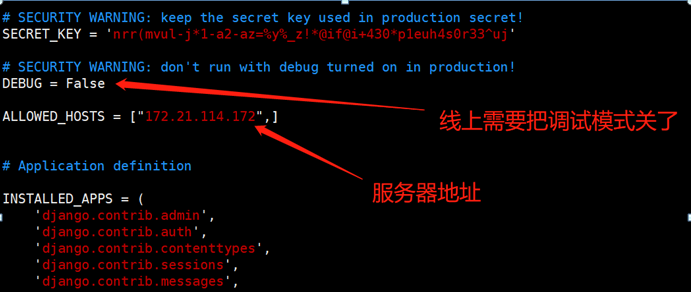 # SECURITY WARNING: keep the secret key used in production secret!
SECRET_KEY = 'nrr(mvul-j*1-a2-az=%y%_z!*@if@i+430*p1euh4s0r33^uj'
# SECURITY WARNING: don't run with debug turned on in production!
DEBUG = False
线上需要把调试模式关了
ALLOWED_HOSTS = ["172.21.114.172",]
服务器地址
# Application definition
INSTALLED_APPS = (
'django.contrib.admin',
'django.contrib.auth',
'django.contrib.contenttypes',
'django.contrib.sessions',
'django.contrib.messages',